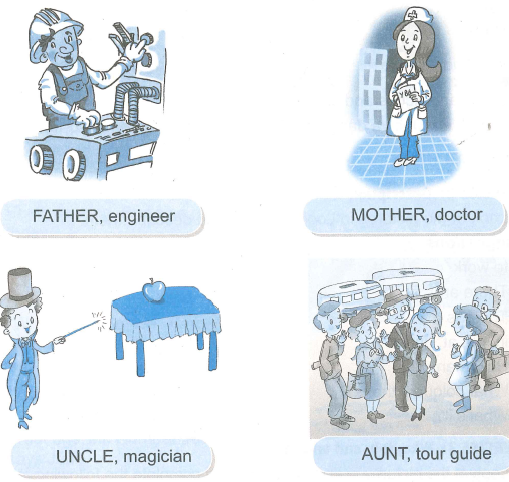 FATHER, engineer
MOTHER, doctor
UNCLE, magician
AUNT, tour guide